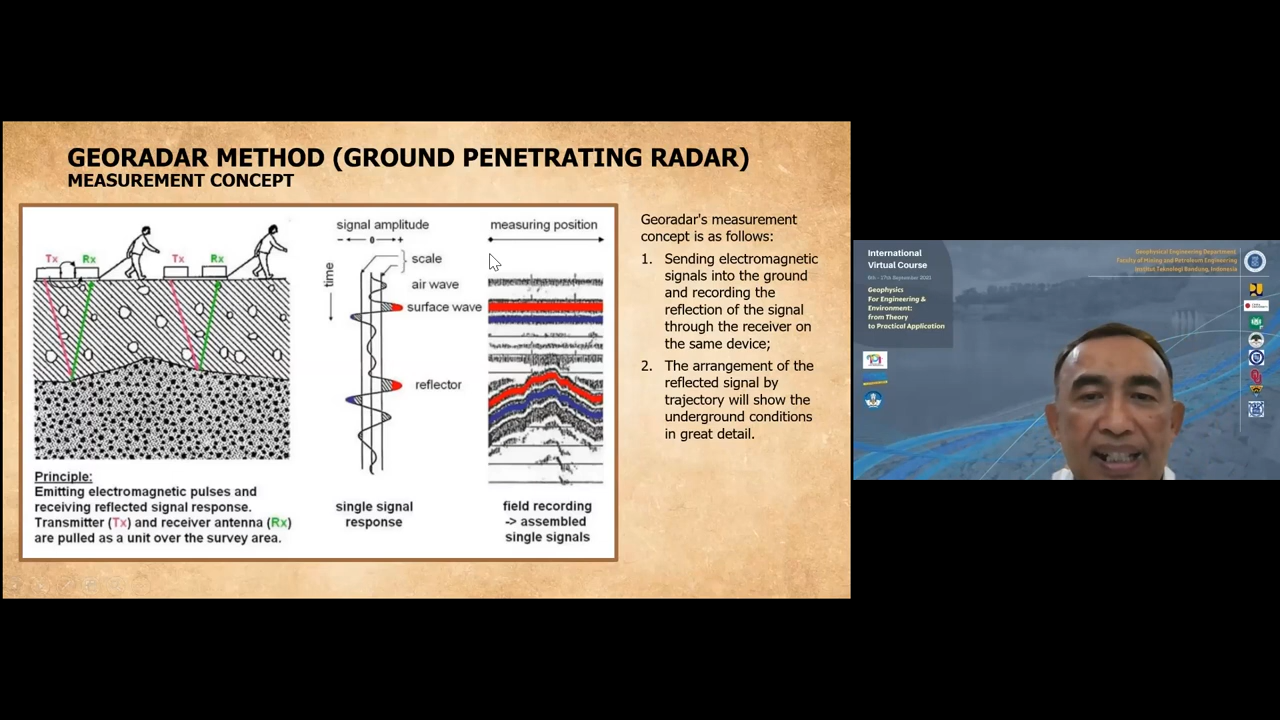 GEORADAR METHOD (GROUND PENETRATING RADAR)
MEASUREMENT CONCEPT
Tx Rx Tx Rx
Principle:
Emitting electromagnetic pulses and
receiving reflected signal response.
Transmitter (Tx) and receiver antenna (Rx)
are pulled as a unit over the survey area.
signal amplitude
- 0 +
scale
time
air wave
surface wave
reflector
single signal
response
measuring position
field recording
-> assembled
single signals
Georadar's measurement
concept is as follows:
1. Sending electromagnetic
signals into the ground
and recording the
reflection of the signal
through the receiver on
the same device;
2. The arrangement of the
reflected signal by
trajectory will show the
underground conditions
in great detail.
International
Virtual Course
6th - 17th September 2021
Geophysics
For Engineering &
Environment:
from Theory
to Practical Application
Geophysical Engineering Department,
Faculty of Mining and Petroleum Engineering
Institut Teknologi Bandung, Indonesia